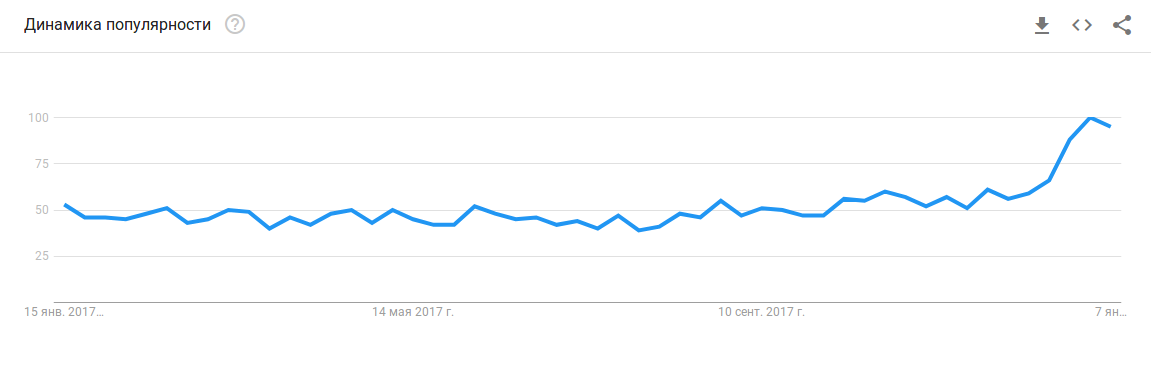 Динамика популярности
100
75
50
25
15 янв. 2017…
14 мая 2017 г.
10 сент. 2017 г.
7 ян…